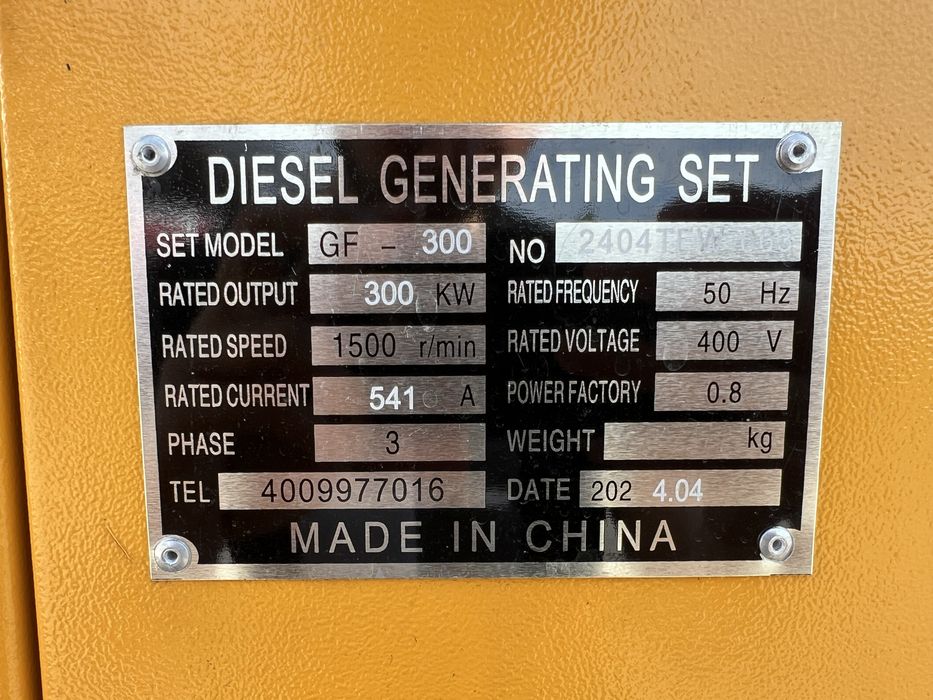 DIESEL GENERATING SET
SET MODEL GF - 300 NO
RATED OUTPUT 300 KW RATED FREQUENCY 50 Hz
RATED SPEED 1500 r/min RATED VOLTAGE 400 V
RATED CURRENT 541 A POWER FACTORY 0.8
PHASE 3 WEIGHT kg
TEL 4009977016 DATE 202 4.04
MADE IN CHINA